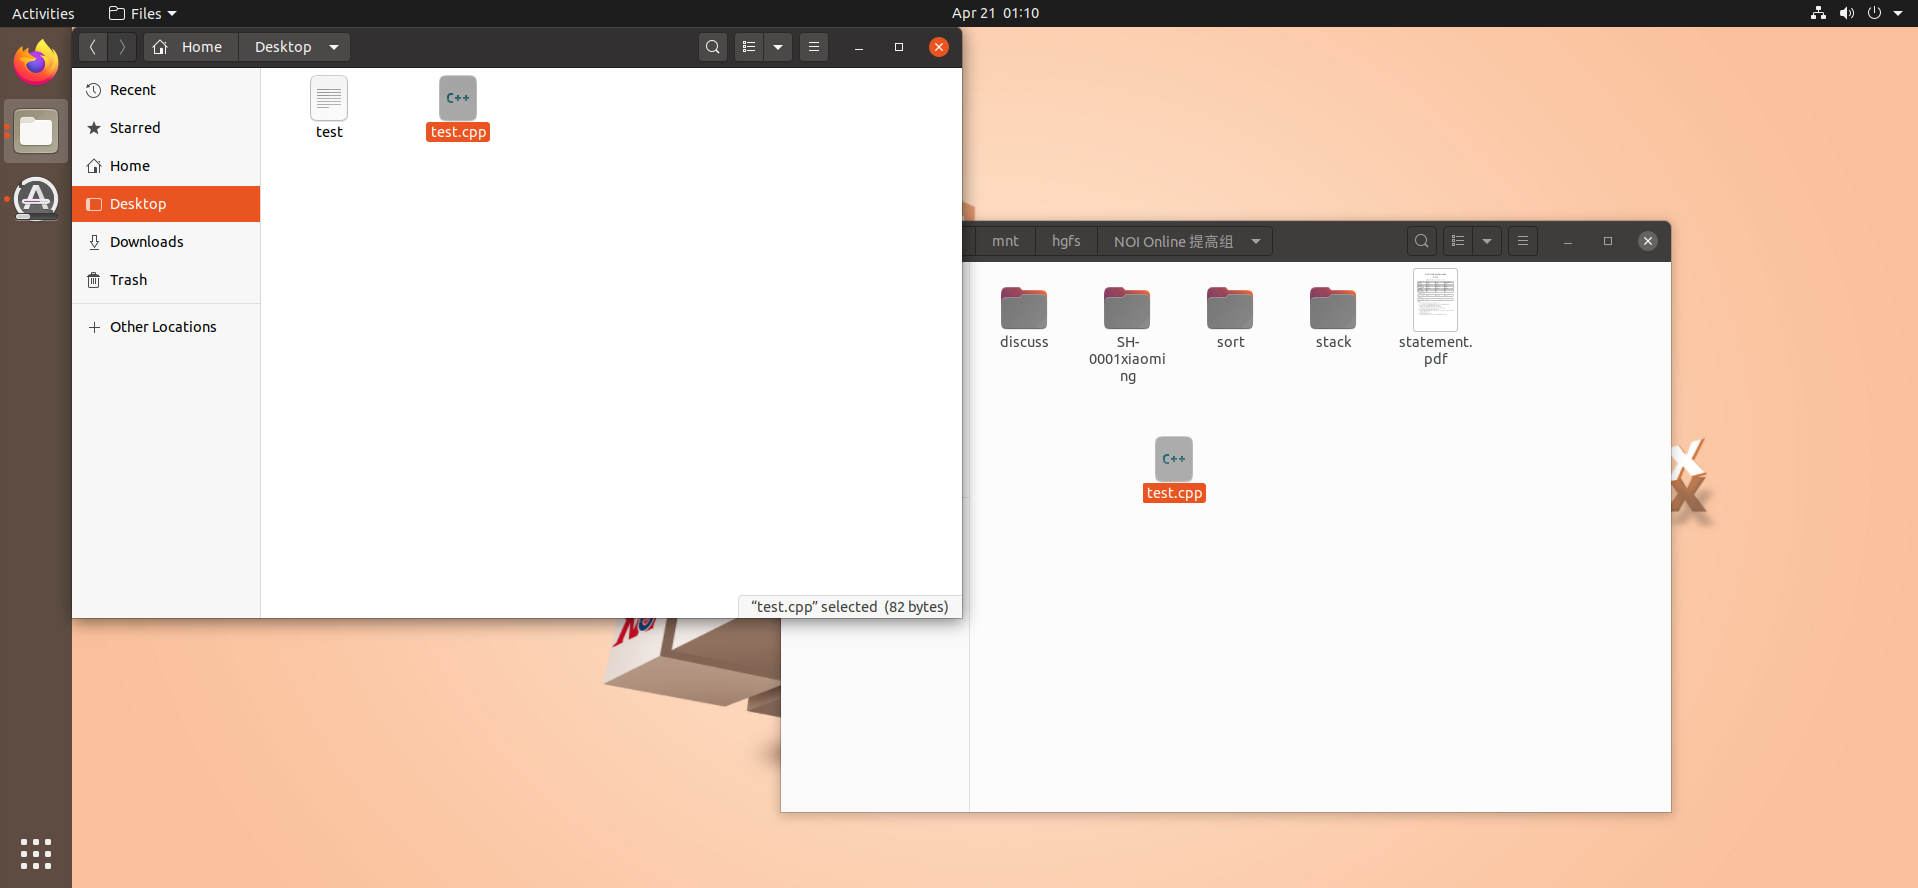 Activities
Files
Apr 21 01:10
Home
Desktop
Recent
Starred
Home
Desktop
Downloads
Trash
Other Locations
test
C++
test.cpp
“test.cpp” selected (82 bytes)
mnt
hgfs
NOI Online 提高组
discuss
SH-
0001xiaomi
ng
sort
stack
statement.
pdf
C++
test.cpp